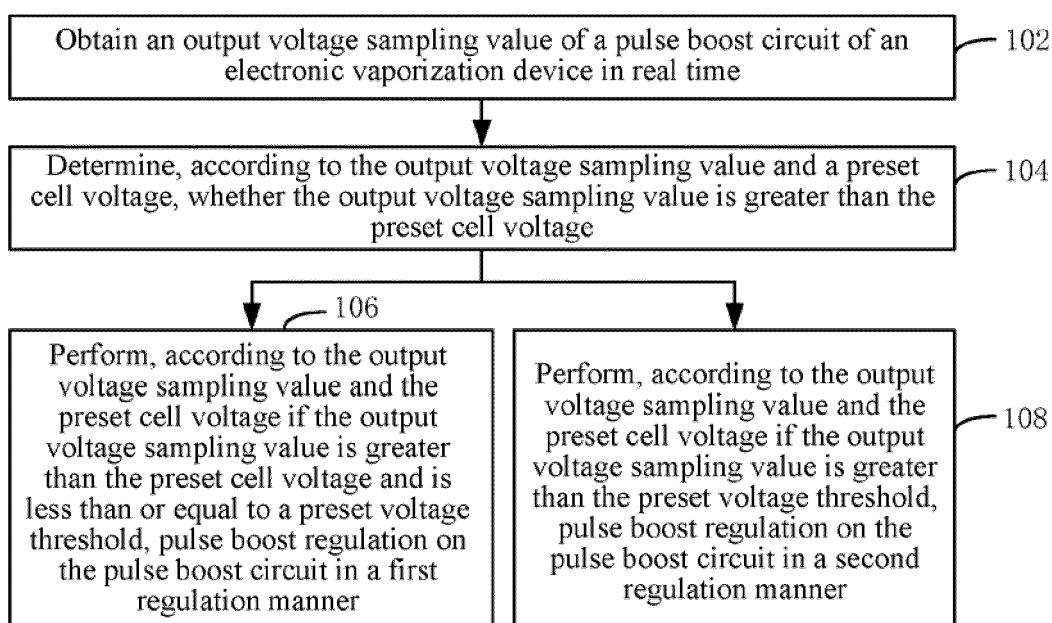 Obtain an output voltage sampling value of a pulse boost circuit of an
electronic vaporization device in real time
102
Determine, according to the output voltage sampling value and a preset
cell voltage, whether the output voltage sampling value is greater than the
preset cell voltage
104
106
Perform, according to the output
voltage sampling value and the
preset cell voltage if the output
voltage sampling value is greater
than the preset cell voltage and is
less than or equal to a preset voltage
threshold, pulse boost regulation on
the pulse boost circuit in a first
regulation manner
Perform, according to the output
voltage sampling value and the
preset cell voltage if the output
voltage sampling value is greater
than the preset voltage threshold,
pulse boost regulation on the
pulse boost circuit in a second
regulation manner
108